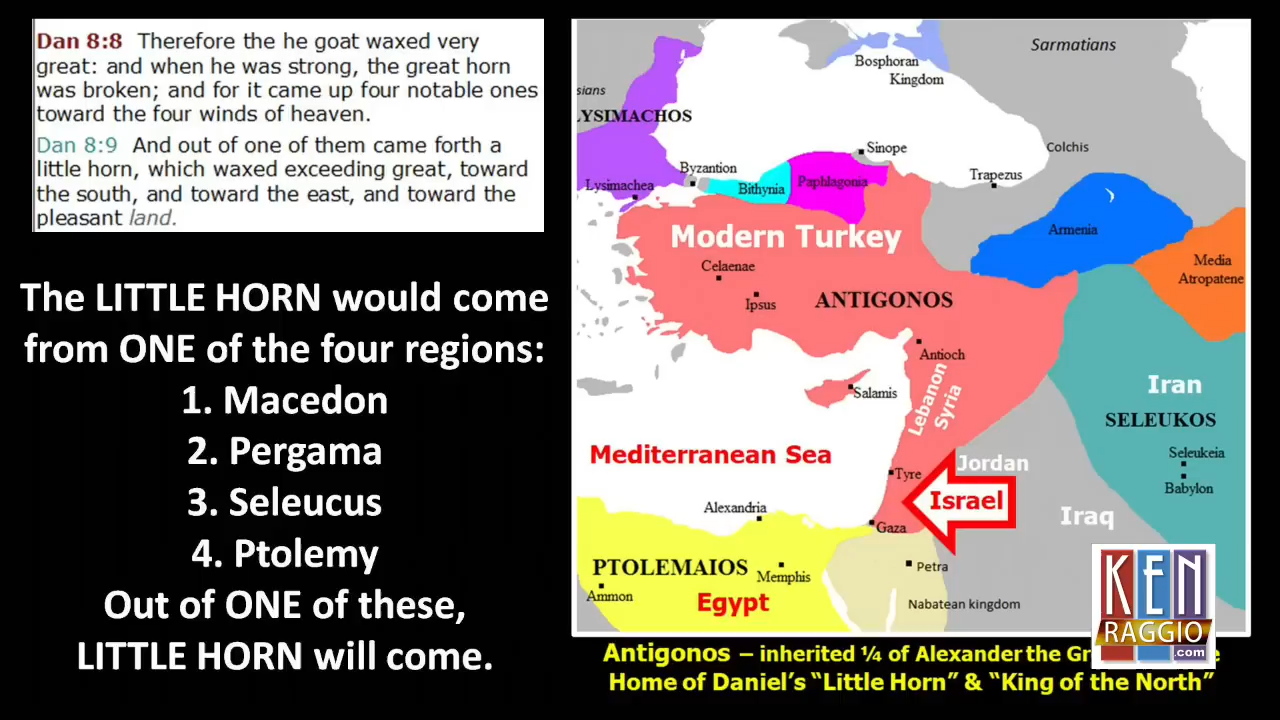 Dan 8:8 Therefore the he goat waxed very
great: and when he was strong, the great horn
was broken; and for it came up four notable ones
toward the four winds of heaven.
Dan 8:9 And out of one of them came forth a
little horn, which waxed exceeding great, toward
the south, and toward the east, and toward the
pleasant land.
The LITTLE HORN would come
from ONE of the four regions:
1. Macedon
2. Pergama
3. Seleucus
4. Ptolemy
Out of ONE of these,
LITTLE HORN will come.
Sarmatians
Bosphoran
Kingdom
sians
LYSIMACHOS
Colchis
Sinope
Byzantion
Trapezus
Lysimachea
Bithynia
Paphlagonia
Armenia
Modern Turkey
Media
Atropatene
Celaenae
Ipsus
ANTIGONOS
Antioch
Lebanon
Syria
Salamis
Iran
SELEUKOS
Mediterranean Sea
Seleukeia
Babylon
Jordan
Tyre
Israel
Iraq
Alexandria
Gaza
PTOLEMAIOS
Memphis
Petra
Ammon
Egypt
Nabatean kingdom
KEN
RAGGIO
.com
Antigonos – inherited ¼ of Alexander the Gr
Home of Daniel's “Little Horn” & “King of the North”